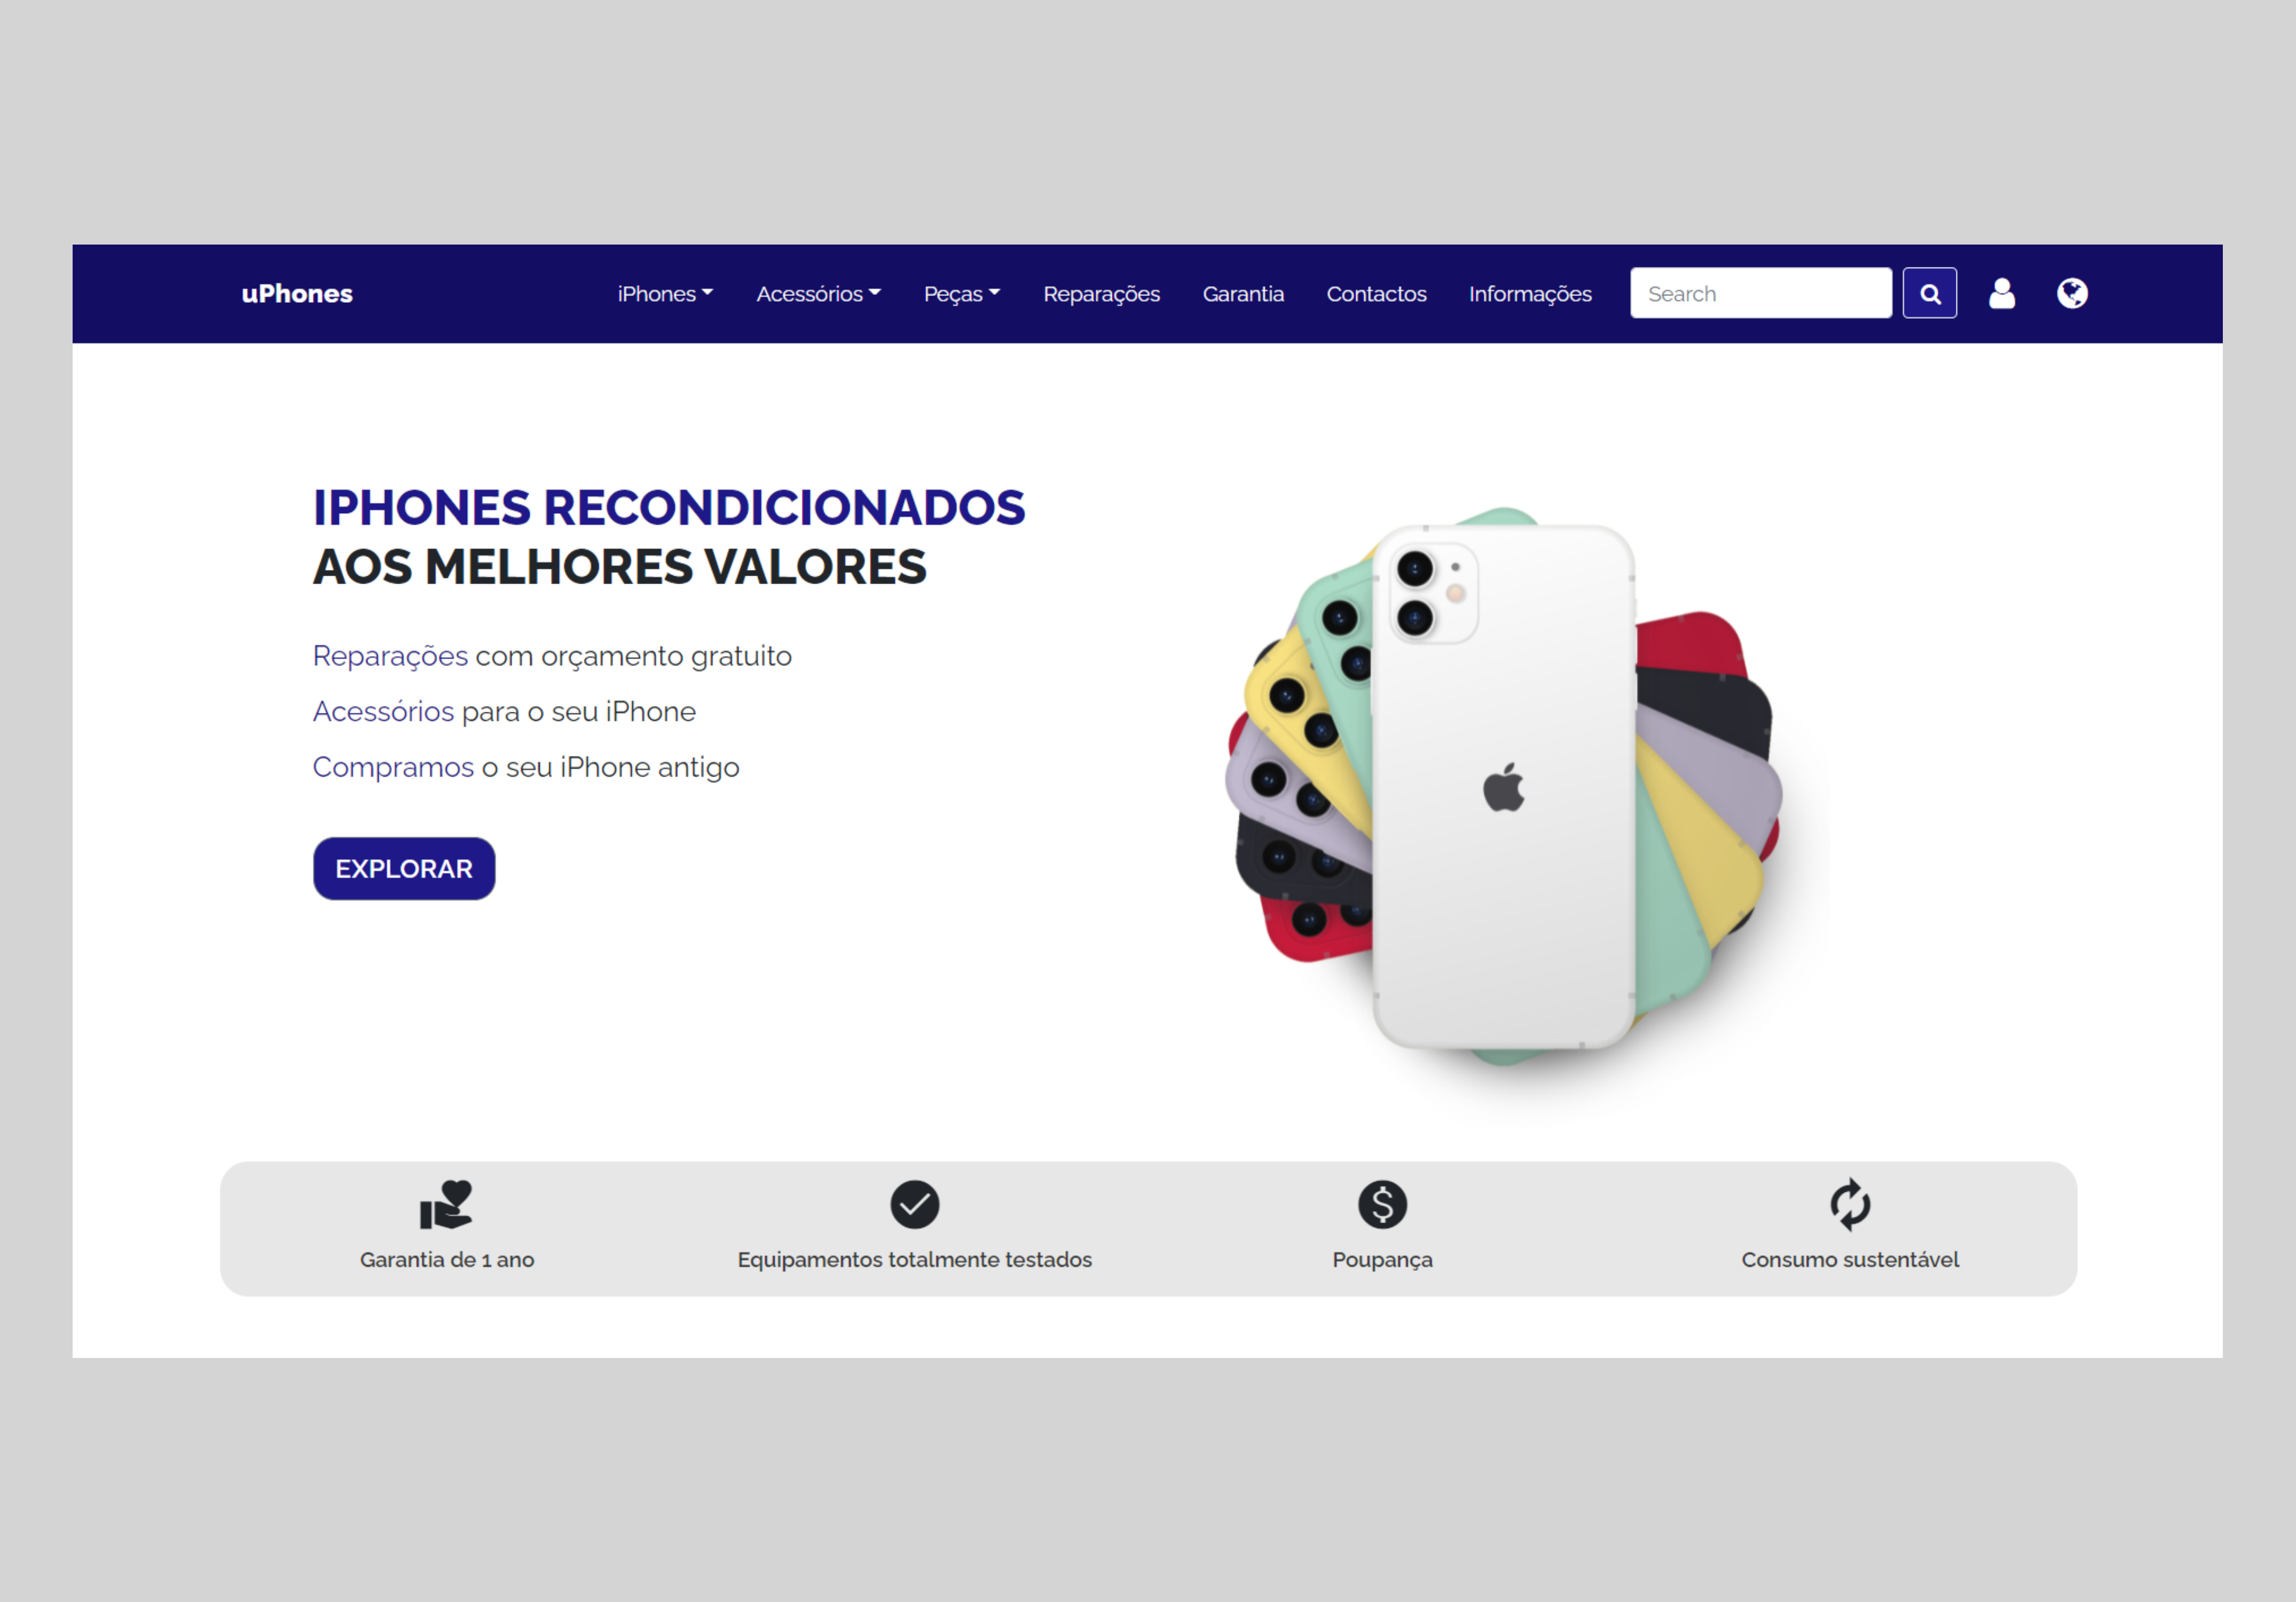 uPhones iPhones Acessórios Peças Reparações Garantia Contactos Informações Search
IPHONES RECONDICIONADOS
AOS MELHORES VALORES
Reparações com orçamento gratuito
Acessórios para o seu iPhone
Compramos o seu iPhone antigo
EXPLORAR
Garantia de 1 ano Equipamentos totalmente testados Poupança Consumo sustentável